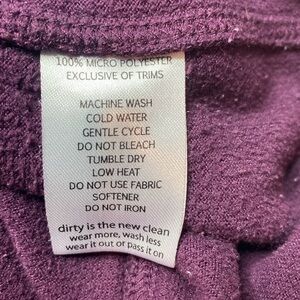 100% MICRO POLYESTER
EXCLUSIVE OF TRIMS
MACHINE WASH
COLD WATER
GENTLE CYCLE
DO NOT BLEACH
TUMBLE DRY
LOW HEAT
DO NOT USE FABRIC
SOFTENER
DO NOT IRON
dirty is the new clean
wear more, wash less
wear it out or pass it on